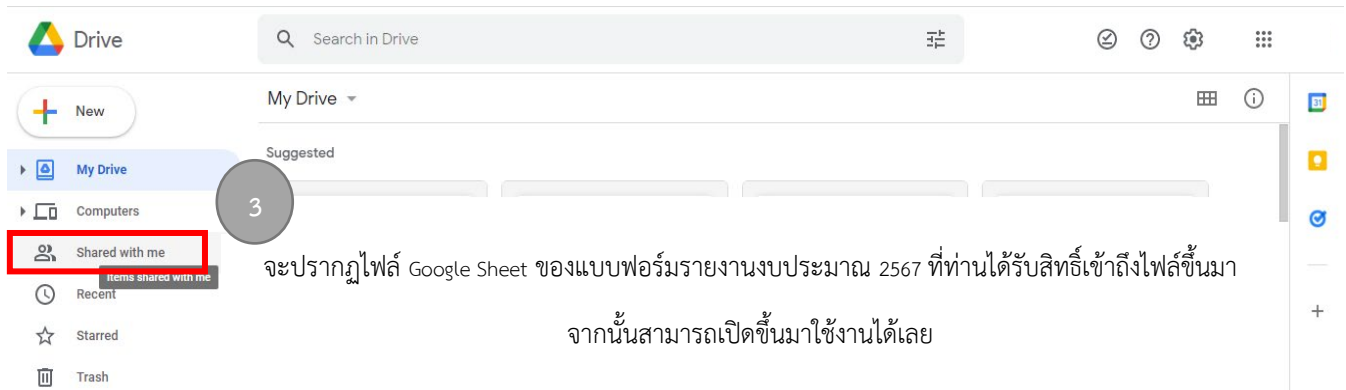 Drive
Search in Drive
New
My Drive
Suggested
31
My Drive
Computers
3
Shared with me
Items shared with me
จะปรากฏไฟล์ Google Sheet ของแบบฟอร์มรายงานงบประมาณ 2567 ที่ท่านได้รับสิทธิ์เข้าถึงไฟล์ขึ้นมา
จากนั้นสามารถเปิดขึ้นมาใช้งานได้เลย
Recent
Starred
Trash